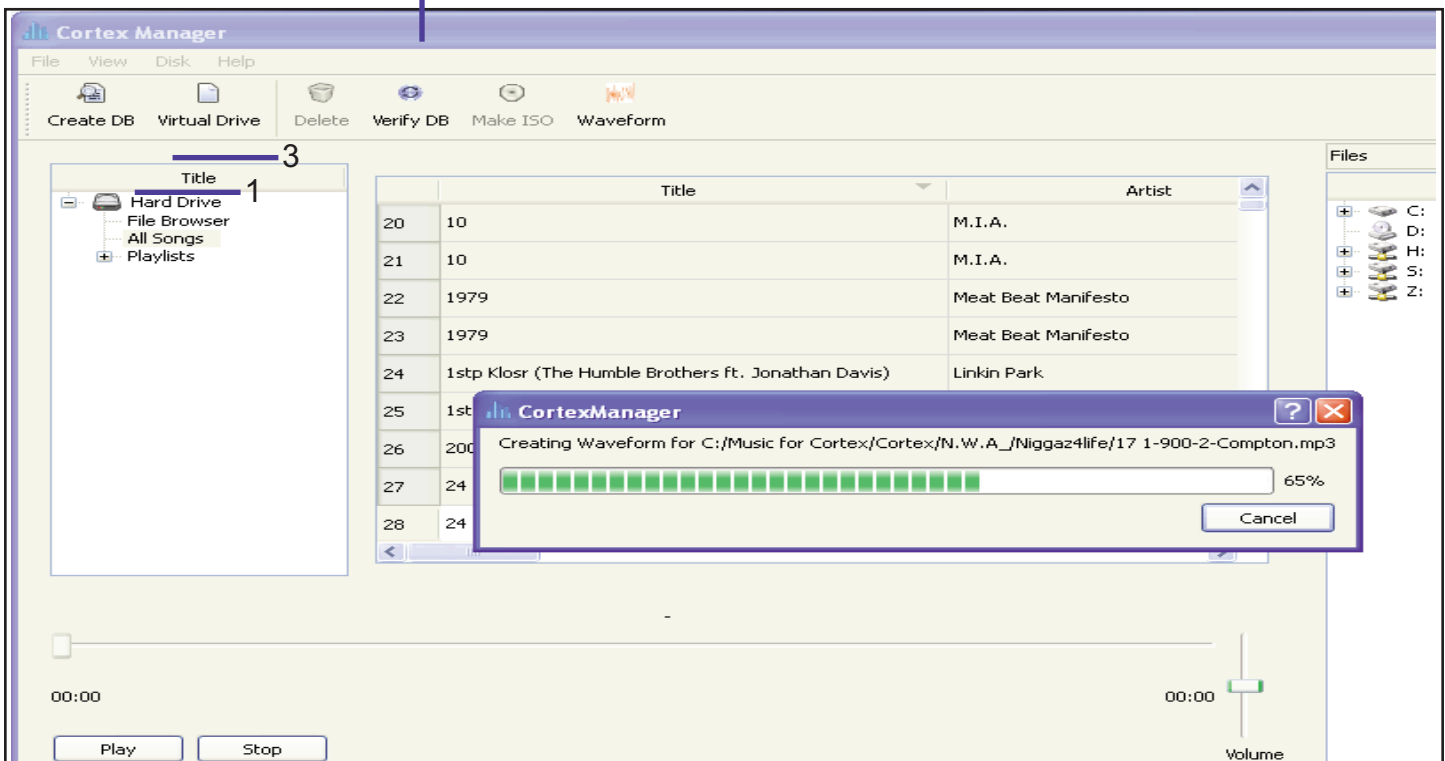 Cortex Manager
File View Disk Help
Create DB Virtual Drive Delete Verify DB Make ISO Waveform
3
Files
Title
1
Hard Drive
File Browser
All Songs
Playlists
Title Artist
20 10 M.I.A.
21 10 M.I.A.
22 1979 Meat Beat Manifesto
23 1979 Meat Beat Manifesto
24 1stp Klosr (The Humble Brothers ft. Jonathan Davis) Linkin Park
25 1st
26 200
27 24
28 24
CortexManager
Creating Waveform for C:/Music for Cortex/Cortex/N.W.A_/Niggaz4life/17 1-900-2-Compton.mp3
65%
Cancel
C:
D:
H:
S:
Z:
-
00:00 00:00
Play Stop
Volume